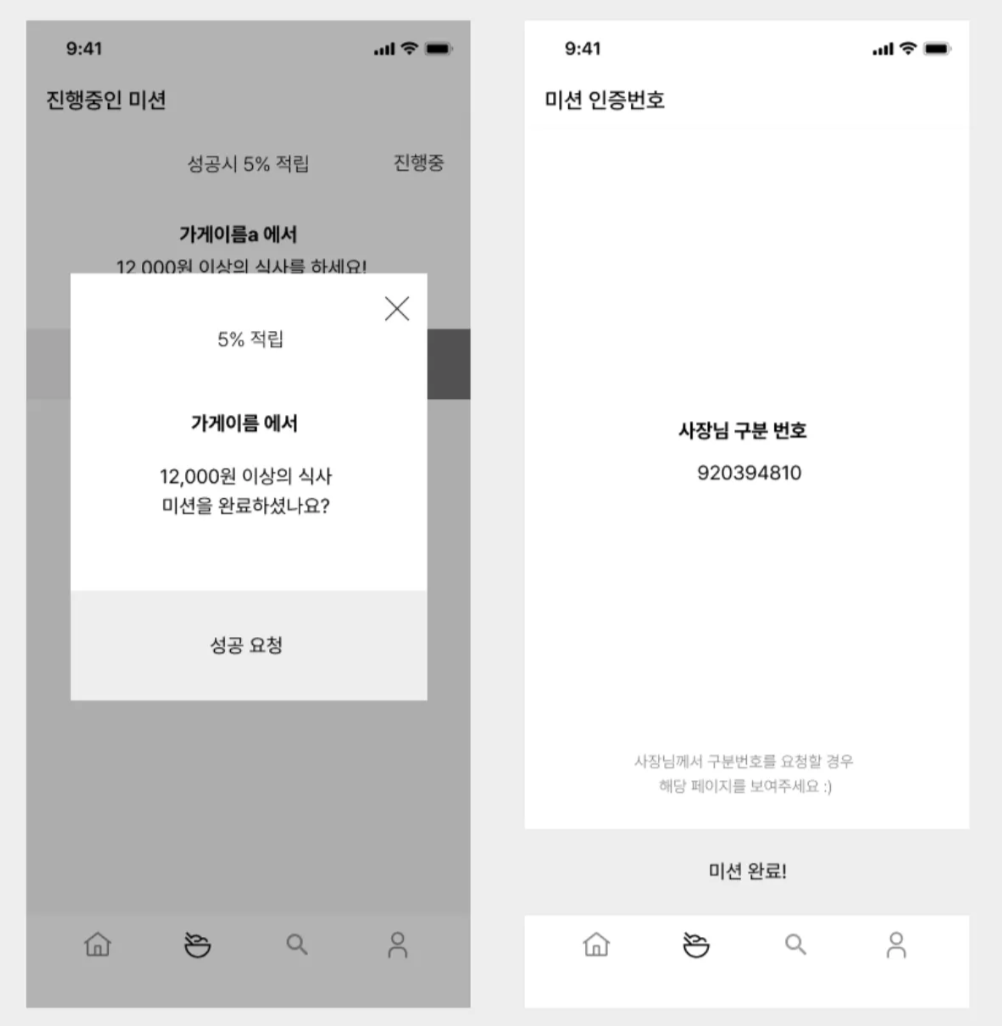 9:41
진행중인 미션
성공시 5% 적립
진행중
가게이름a 에서
12,000원 이상의 식사를 하세요!
5% 적립
가게이름 에서
12,000원 이상의 식사
미션을 완료하셨나요?
성공 요청
9:41
미션 인증번호
사장님 구분 번호
920394810
사장님께서 구분번호를 요청할 경우
해당 페이지를 보여주세요 :)
미션 완료!